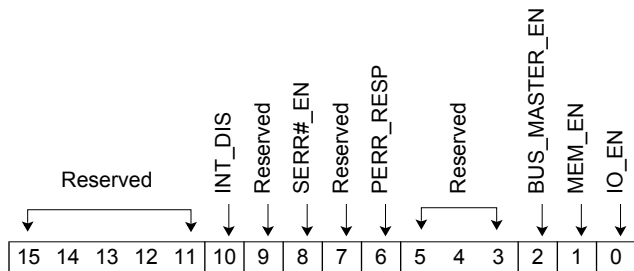 Reserved
INT_DIS
Reserved
SERR#_EN
Reserved
PERR_RESP
Reserved
BUS_MASTER_EN
MEM_EN
IO_EN
15 14 13 12 11 10 9 8 7 6 5 4 3 2 1 0